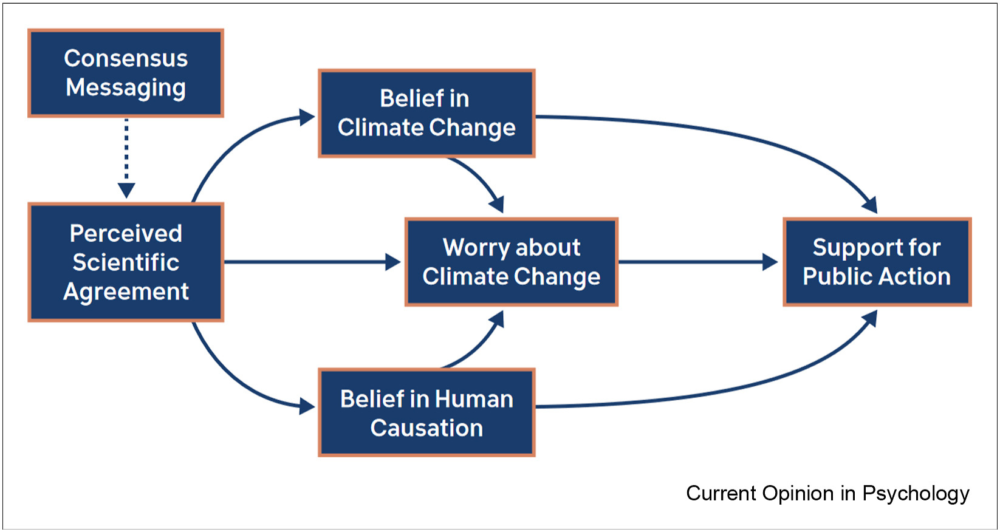 Consensus
Messaging
Belief in
Climate Change
Perceived
Scientific
Agreement
Worry about
Climate Change
Support for
Public Action
Belief in Human
Causation
Current Opinion in Psychology